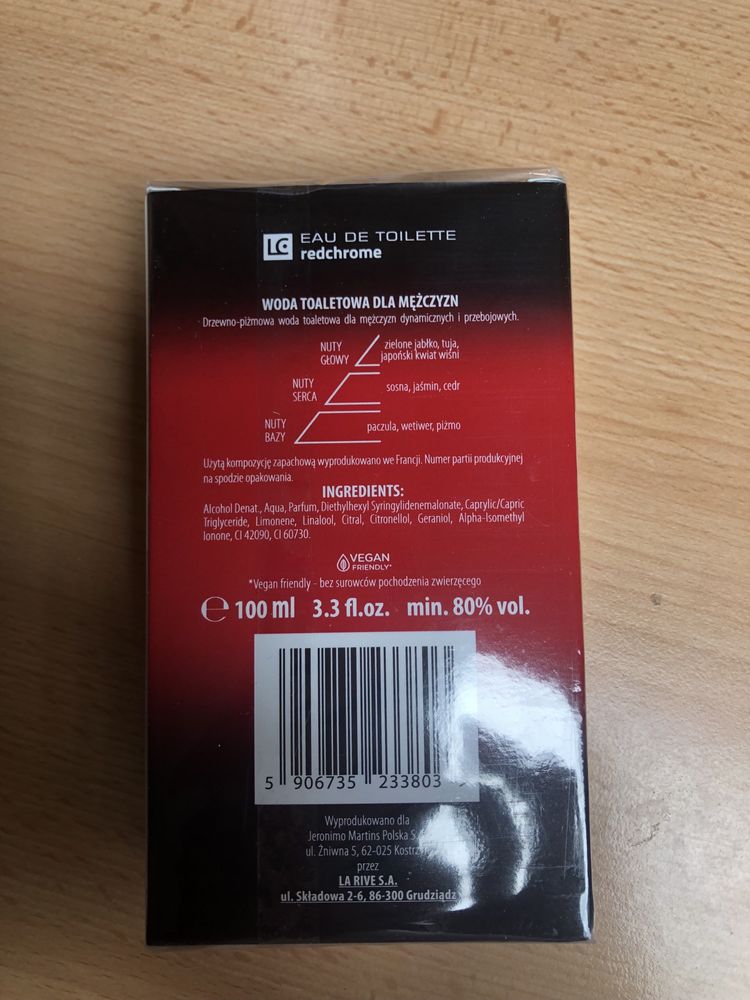 LC EAU DE TOILETTE
redchrome
WODA TOALETOWA DLA MĘŻCZYZN
Drzewno-piżmowa woda toaletowa dla mężczyzn dynamicznych i przebojowych.
NUTY
GŁOWY
zielone jabłko, tuja,
japoński kwiat wiśni
NUTY
SERCA
sosna, jaśmin, cedr
NUTY
BAZY
paczula, wetiwer, piżmo
Użytą kompozycję zapachową wyprodukowano we Francji. Numer partii produkcyjnej
na spodzie opakowania.
INGREDIENTS:
Alcohol Denat., Aqua, Parfum, Diethylhexyl Syringylidenemalonate, Caprylic/Capric
Triglyceride, Limonene, Linalool, Citral, Citronellol, Geraniol, Alpha-Isomethyl
Ionone, CI 42090, CI 60730.
VEGAN
FRIENDLY*
*Vegan friendly - bez surowców pochodzenia zwierzęcego
℮ 100 ml 3.3 fl.oz. min. 80% vol.
5 906735 233803
Wyprodukowano dla
Jeronimo Martins Polska
ul. Żniwna 5, 62-025
przez
LA RIVE S.A.
ul. Składowa 2-6, 86-300 Grudziądz